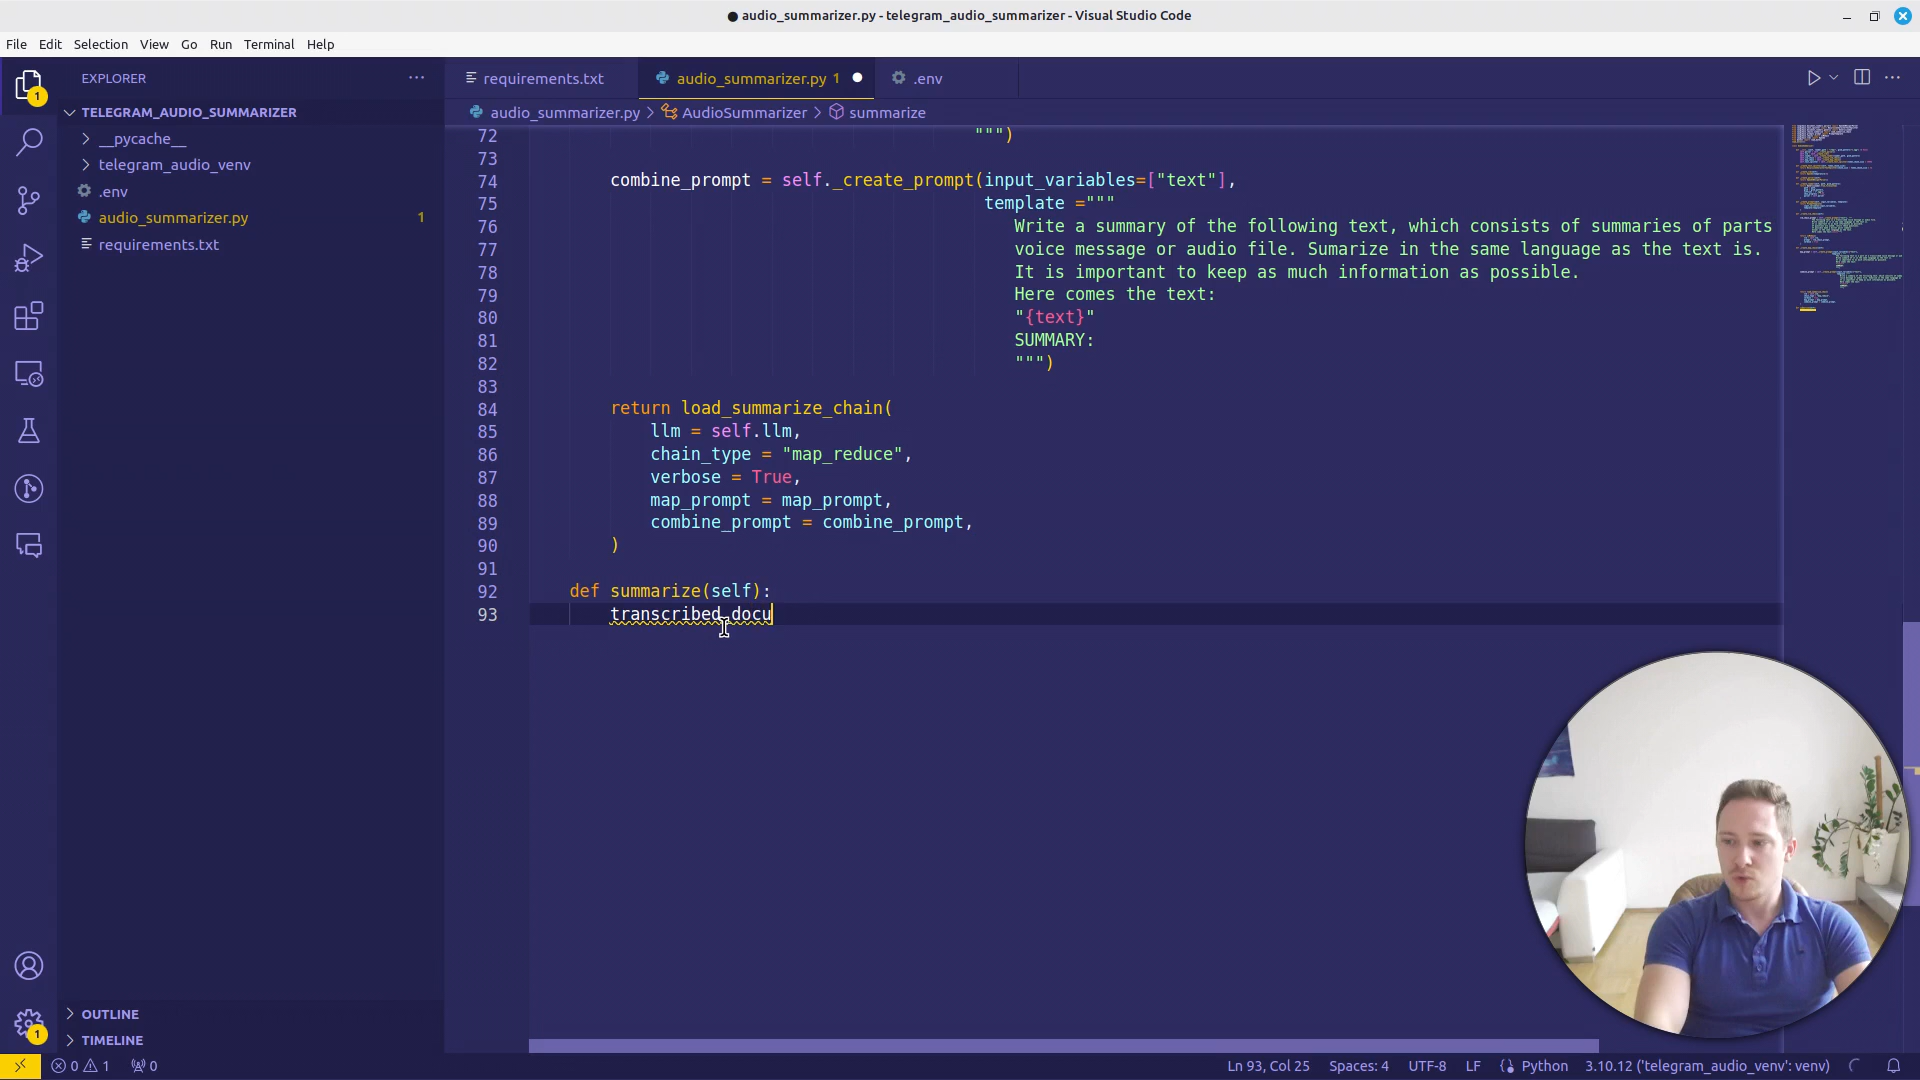 ● audio_summarizer.py - telegram_audio_summarizer - Visual Studio Code
File Edit Selection View Go Run Terminal Help
EXPLORER
requirements.txt
audio_summarizer.py 1
.env
audio_summarizer.py > AudioSummarizer > summarize
TELEGRAM_AUDIO_SUMMARIZER
__pycache__
telegram_audio_venv
.env
audio_summarizer.py 1
requirements.txt
OUTLINE
TIMELINE
1
1
72 """)
73
74 combine_prompt = self._create_prompt(input_variables=["text"],
75 template ="""
76 Write a summary of the following text, which consists of summaries of parts
77 voice message or audio file. Sumarize in the same language as the text is.
78 It is important to keep as much information as possible.
79 Here comes the text:
80 "{text}"
81 SUMMARY:
82 """)
83
84 return load_summarize_chain(
85 llm = self.llm,
86 chain_type = "map_reduce",
87 verbose = True,
88 map_prompt = map_prompt,
89 combine_prompt = combine_prompt,
90 )
91
92 def summarize(self):
93 transcribed_docu
0 1 0
Ln 93, Col 25 Spaces: 4 UTF-8 LF Python 3.10.12 ('telegram_audio_venv': venv)